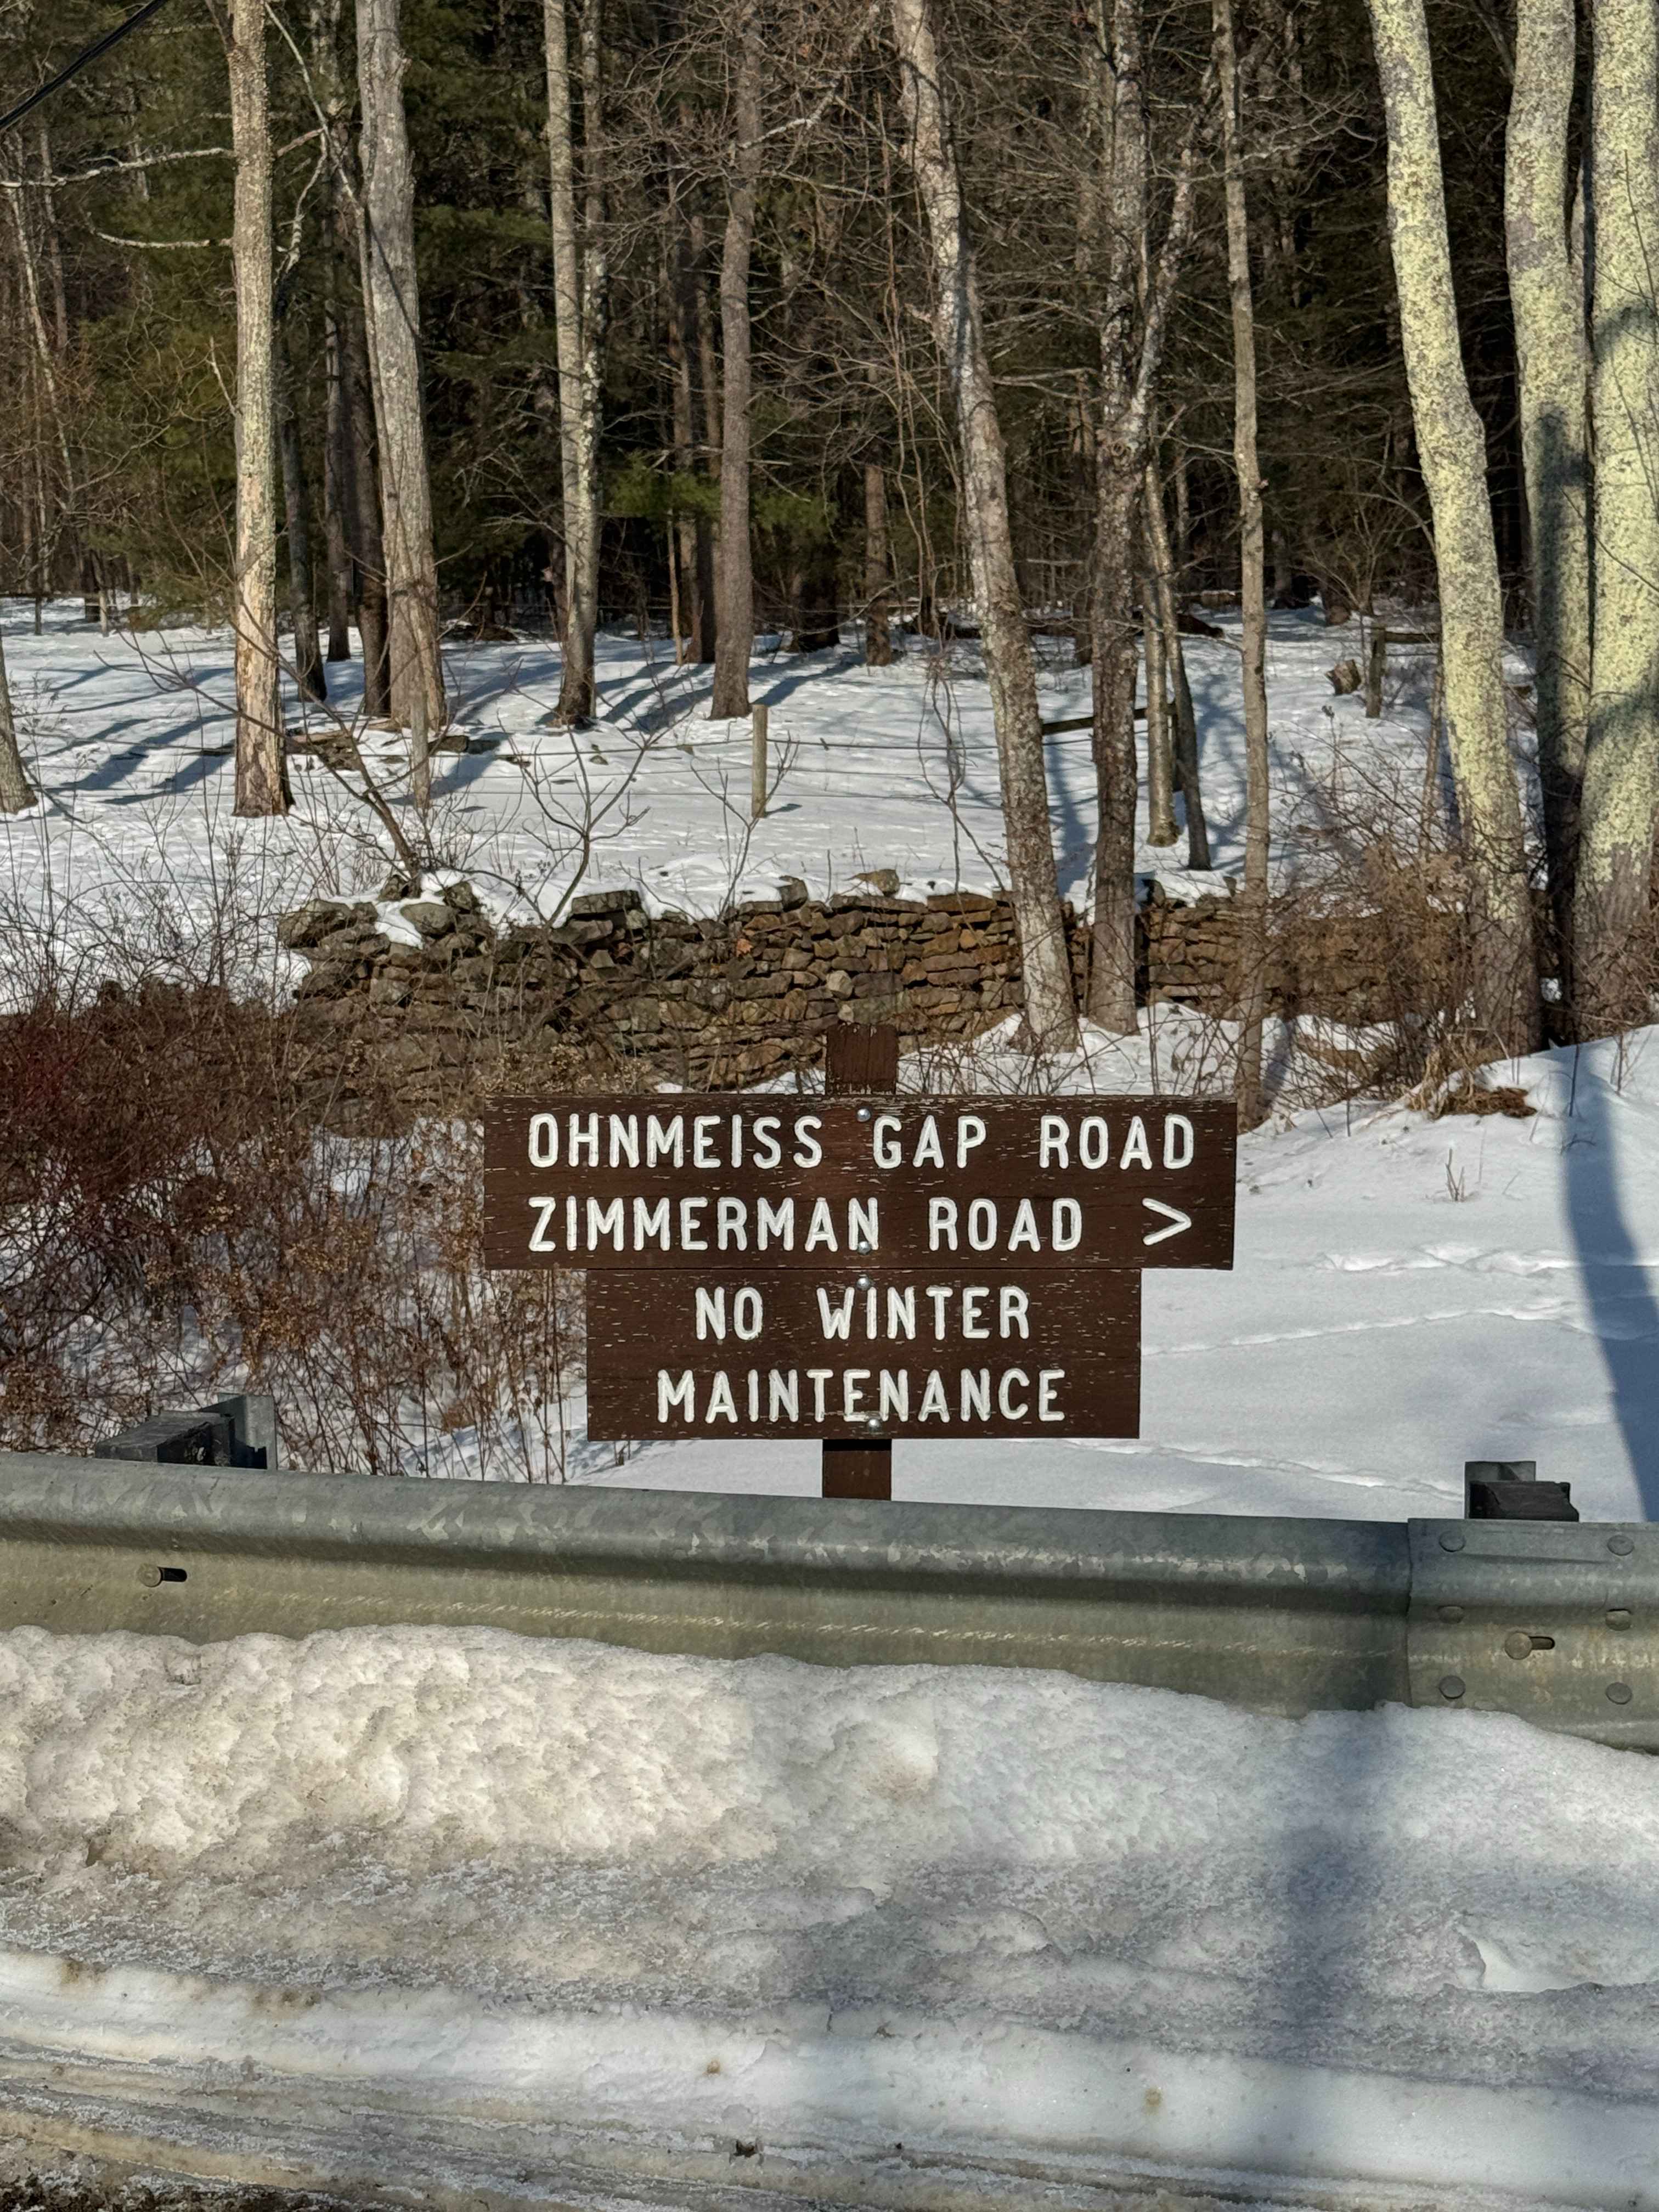 OHNMEISS GAP ROAD
ZIMMERMAN ROAD >
NO WINTER
MAINTENANCE